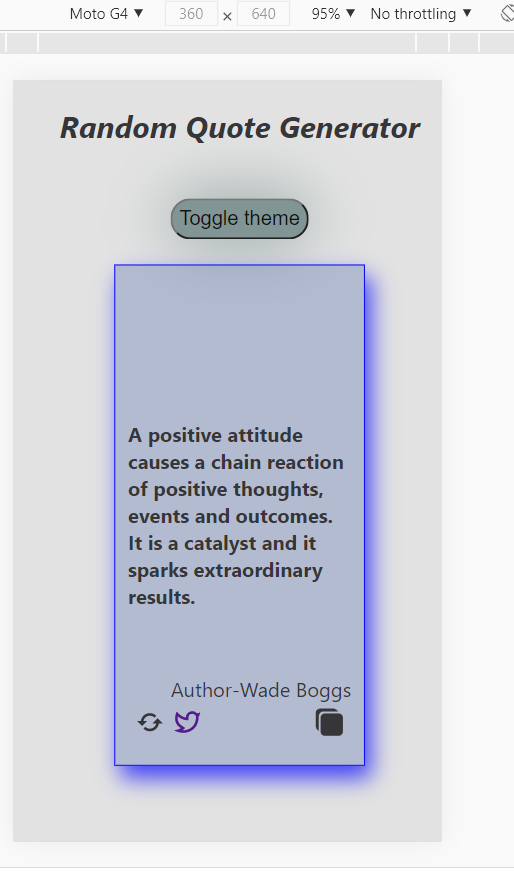 Moto G4 ▼ 360 × 640 95% ▼ No throttling ▼
Random Quote Generator
Toggle theme
A positive attitude
causes a chain reaction
of positive thoughts,
events and outcomes.
It is a catalyst and it
sparks extraordinary
results.
Author-Wade Boggs